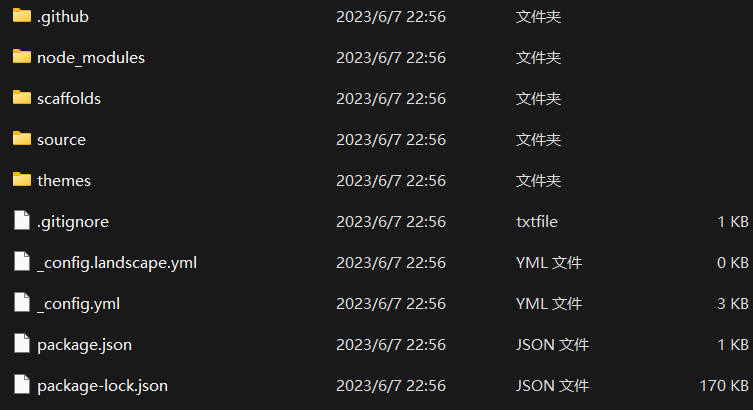 .github 2023/6/7 22:56 文件夹
node_modules 2023/6/7 22:56 文件夹
scaffolds 2023/6/7 22:56 文件夹
source 2023/6/7 22:56 文件夹
themes 2023/6/7 22:56 文件夹
.gitignore 2023/6/7 22:56 txtfile 1 KB
_config.landscape.yml 2023/6/7 22:56 YML 文件 0 KB
_config.yml 2023/6/7 22:56 YML 文件 3 KB
package.json 2023/6/7 22:56 JSON 文件 1 KB
package-lock.json 2023/6/7 22:56 JSON 文件 170 KB